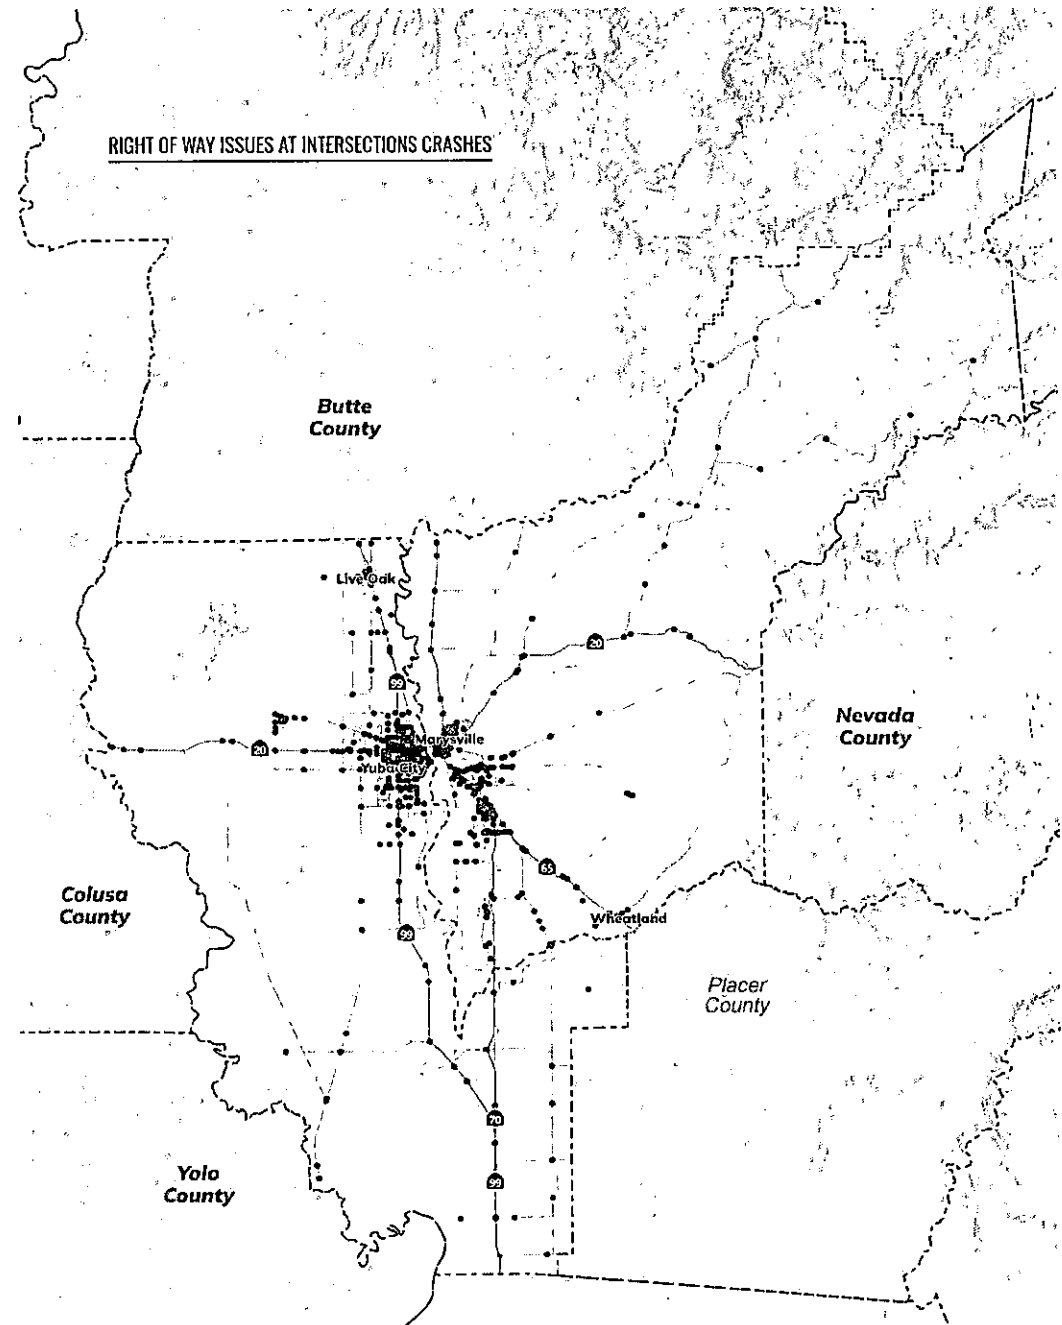 RIGHT OF WAY ISSUES AT INTERSECTIONS CRASHES
Butte
County
Live Oak
20
99
Nevada
County
Marysville
20
Yuba City
65
Colusa
County
Wheatland
99
Placer
County
70
Yolo
County
99